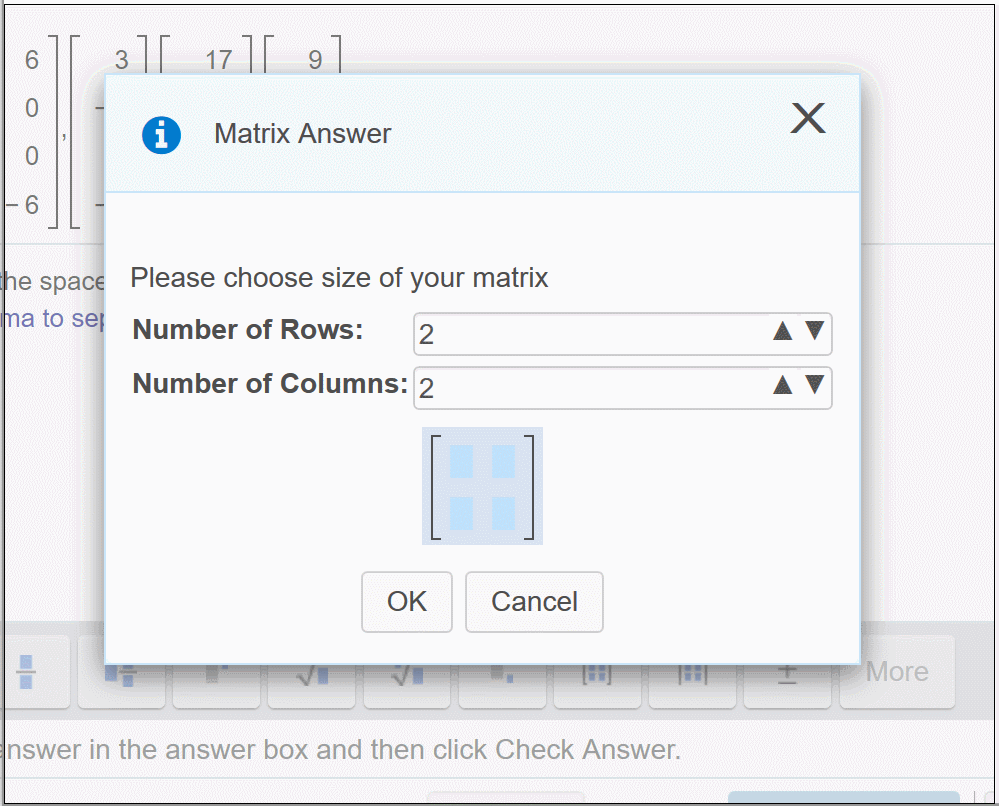 6 3 17 9
0
,
0
−6
Matrix Answer
the space
ma to sep
Please choose size of your matrix
Number of Rows: 2 ▲ ▼
Number of Columns: 2 ▲ ▼
OK Cancel
± More
answer in the answer box and then click Check Answer.